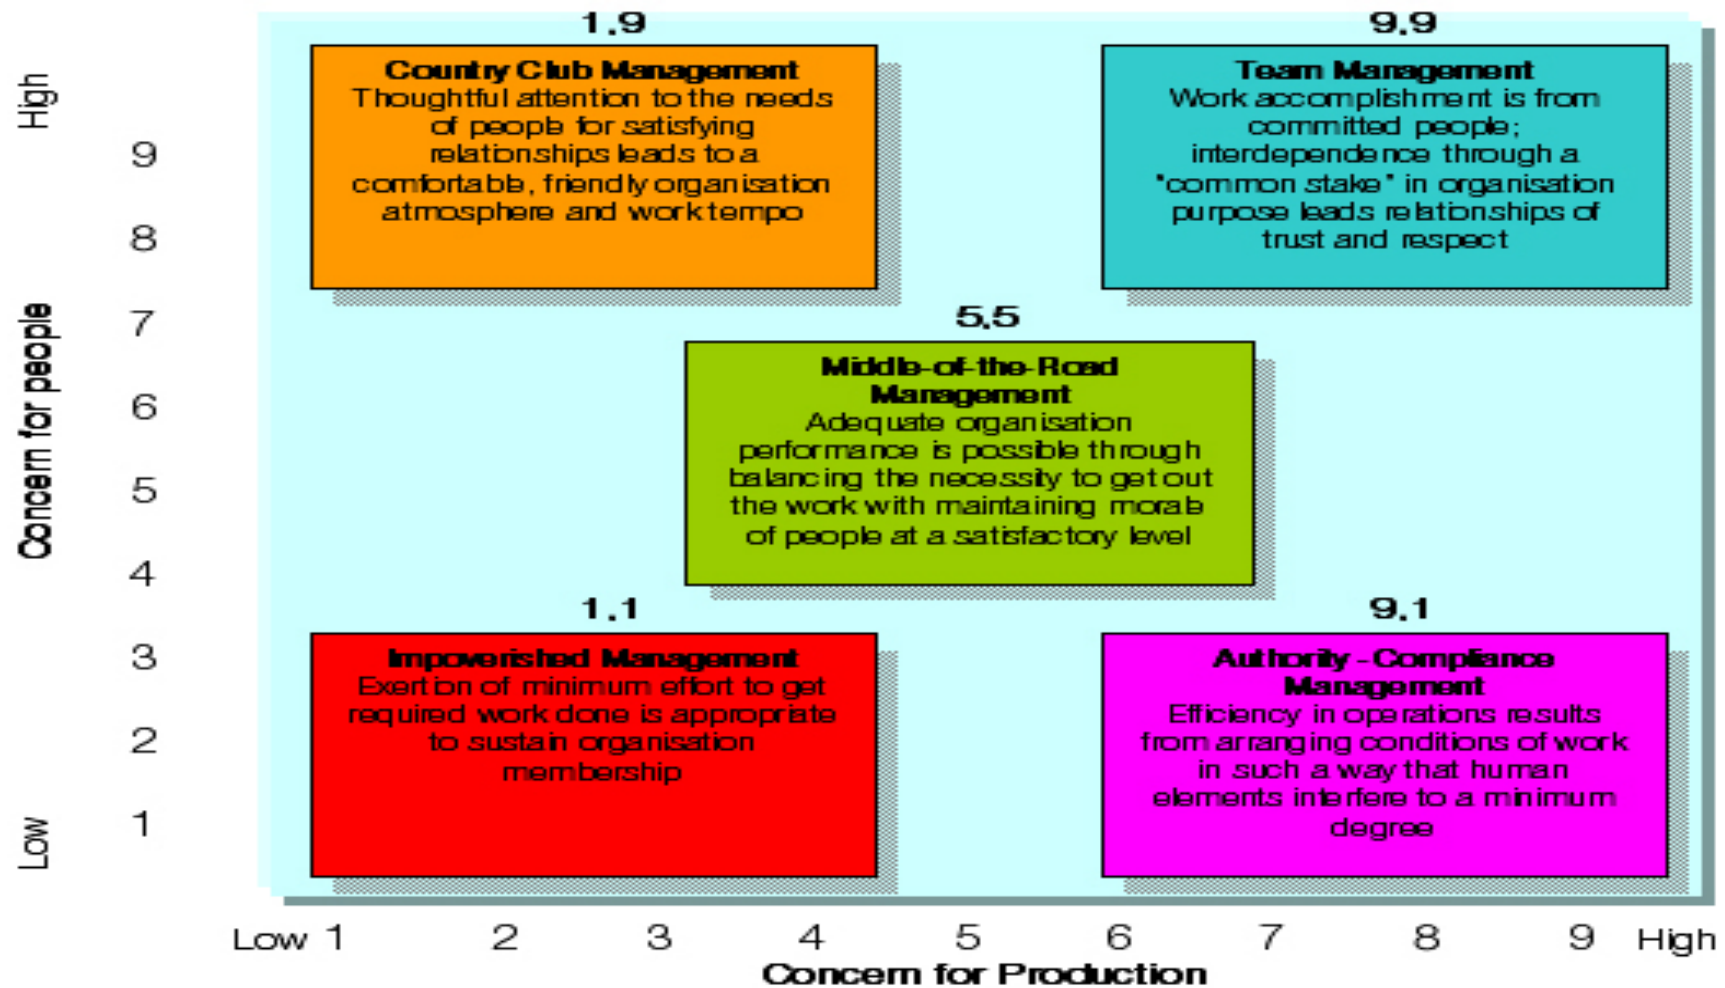 1.9
Country Club Management
Thoughtful attention to the needs
of people for satisfying
relationships leads to a
comfortable, friendly organisation
atmosphere and work tempo
9.9
Team Management
Work accomplishment is from
committed people;
interdependence through a
"common stake" in organisation
purpose leads relationships of
trust and respect
5.5
Middle-of-the-Road
Management
Adequate organisation
performance is possible through
balancing the necessity to get out
the work with maintaining morale
of people at a satisfactory level
1.1
Impoverished Management
Exertion of minimum effort to get
required work done is appropriate
to sustain organisation
membership
9.1
Authority -Compliance
Management
Efficiency in operations results
from arranging conditions of work
in such a way that human
elements interfere to a minimum
degree
High
9
8
7
6
5
4
3
2
1
Low
Concern for people
Low 1 2 3 4 5 6 7 8 9 High
Concern for Production